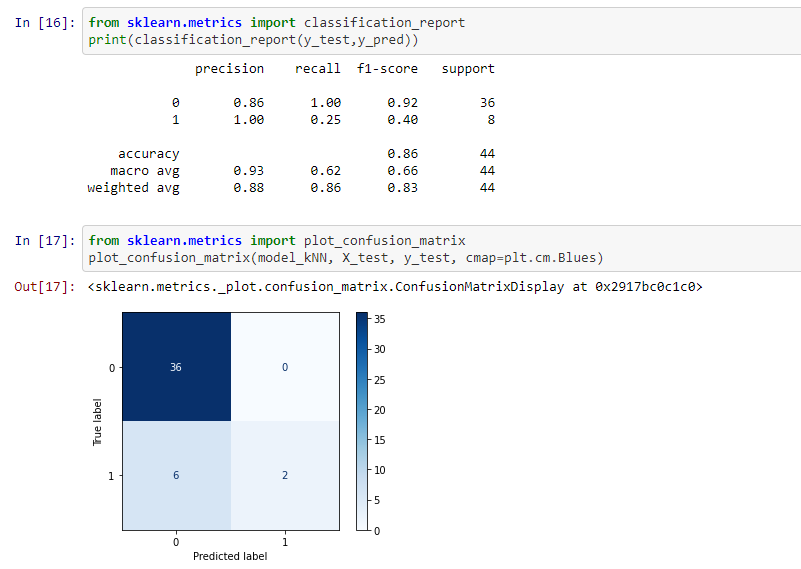 In [16]: from sklearn.metrics import classification_report
print(classification_report(y_test,y_pred))
precision recall f1-score support
0 0.86 1.00 0.92 36
1 1.00 0.25 0.40 8
accuracy 0.86 44
macro avg 0.93 0.62 0.66 44
weighted avg 0.88 0.86 0.83 44
In [17]: from sklearn.metrics import plot_confusion_matrix
plot_confusion_matrix(model_kNN, X_test, y_test, cmap=plt.cm.Blues)
Out[17]: <sklearn.metrics._plot.confusion_matrix.ConfusionMatrixDisplay at 0x2917bc0c1c0>
35
30
25
20
15
10
5
0
True label
0 36 0
1 6 2
0 1
Predicted label